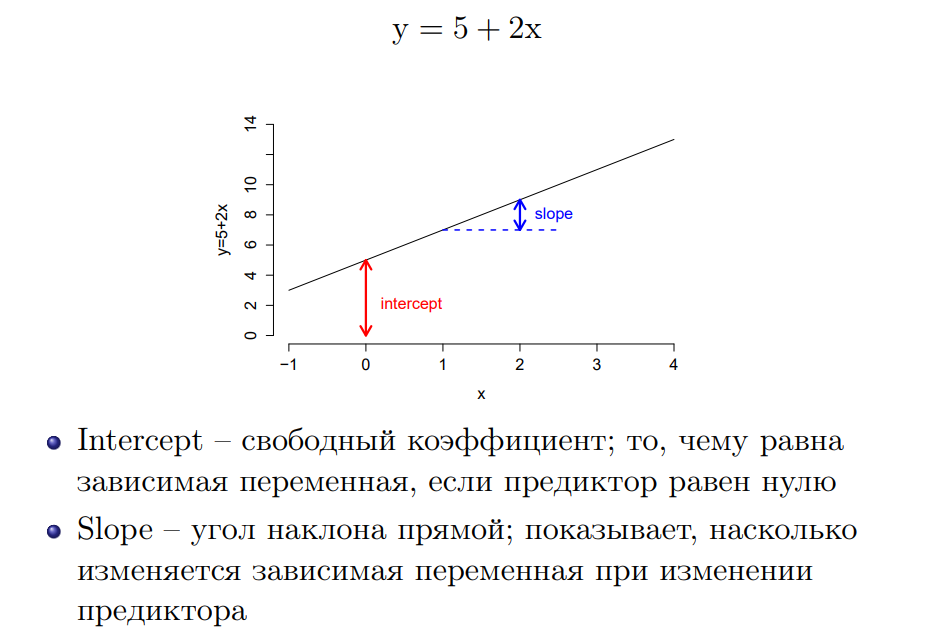 y = 5 + 2x
14
10
8
6
4
2
0
y=5+2x
slope
intercept
−1 0 1 2 3 4
x
Intercept – свободный коэффициент; то, чему равна
зависимая переменная, если предиктор равен нулю
Slope – угол наклона прямой; показывает, насколько
изменяется зависимая переменная при изменении
предиктора